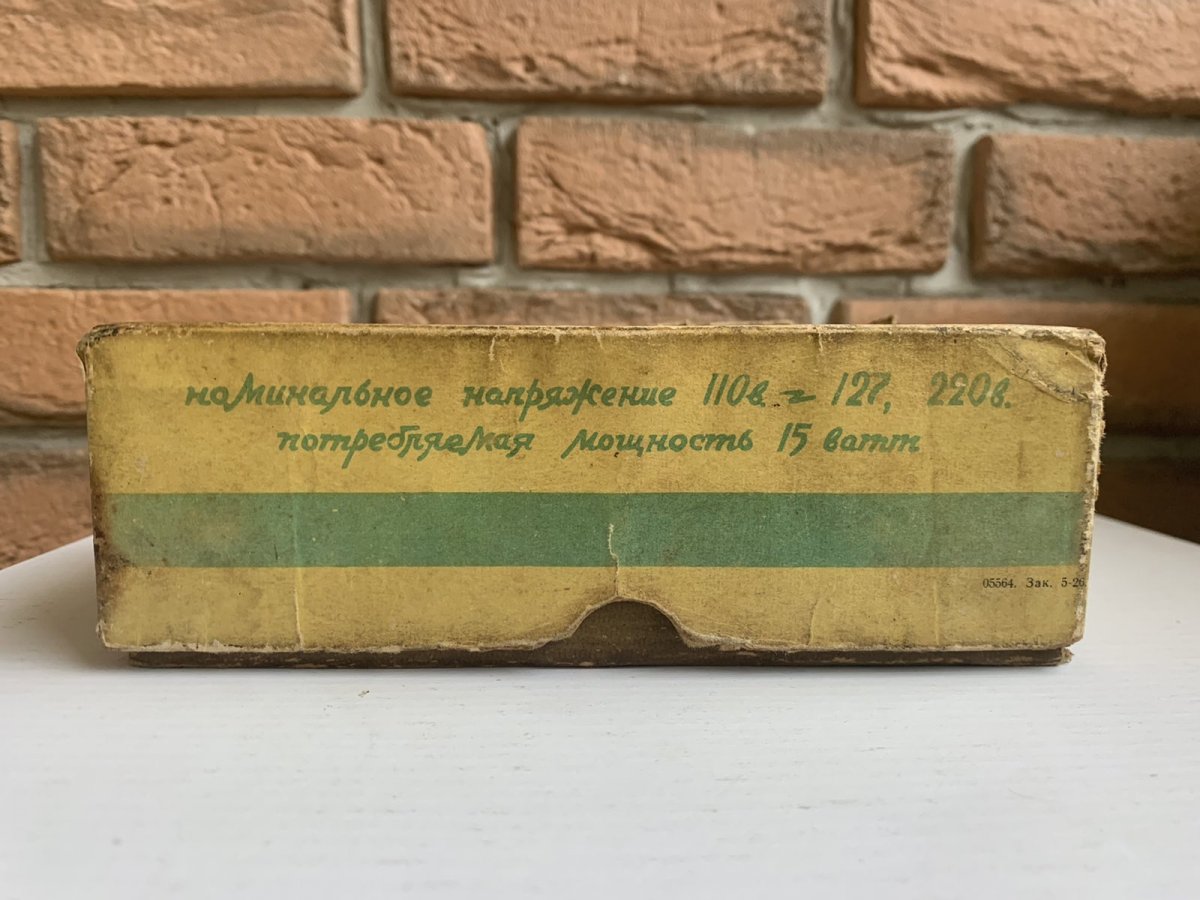 номинальное напряжение 110в. ~ 127, 220в.
потребляемая мощность 15 ватт
05564. Зак. 5-26